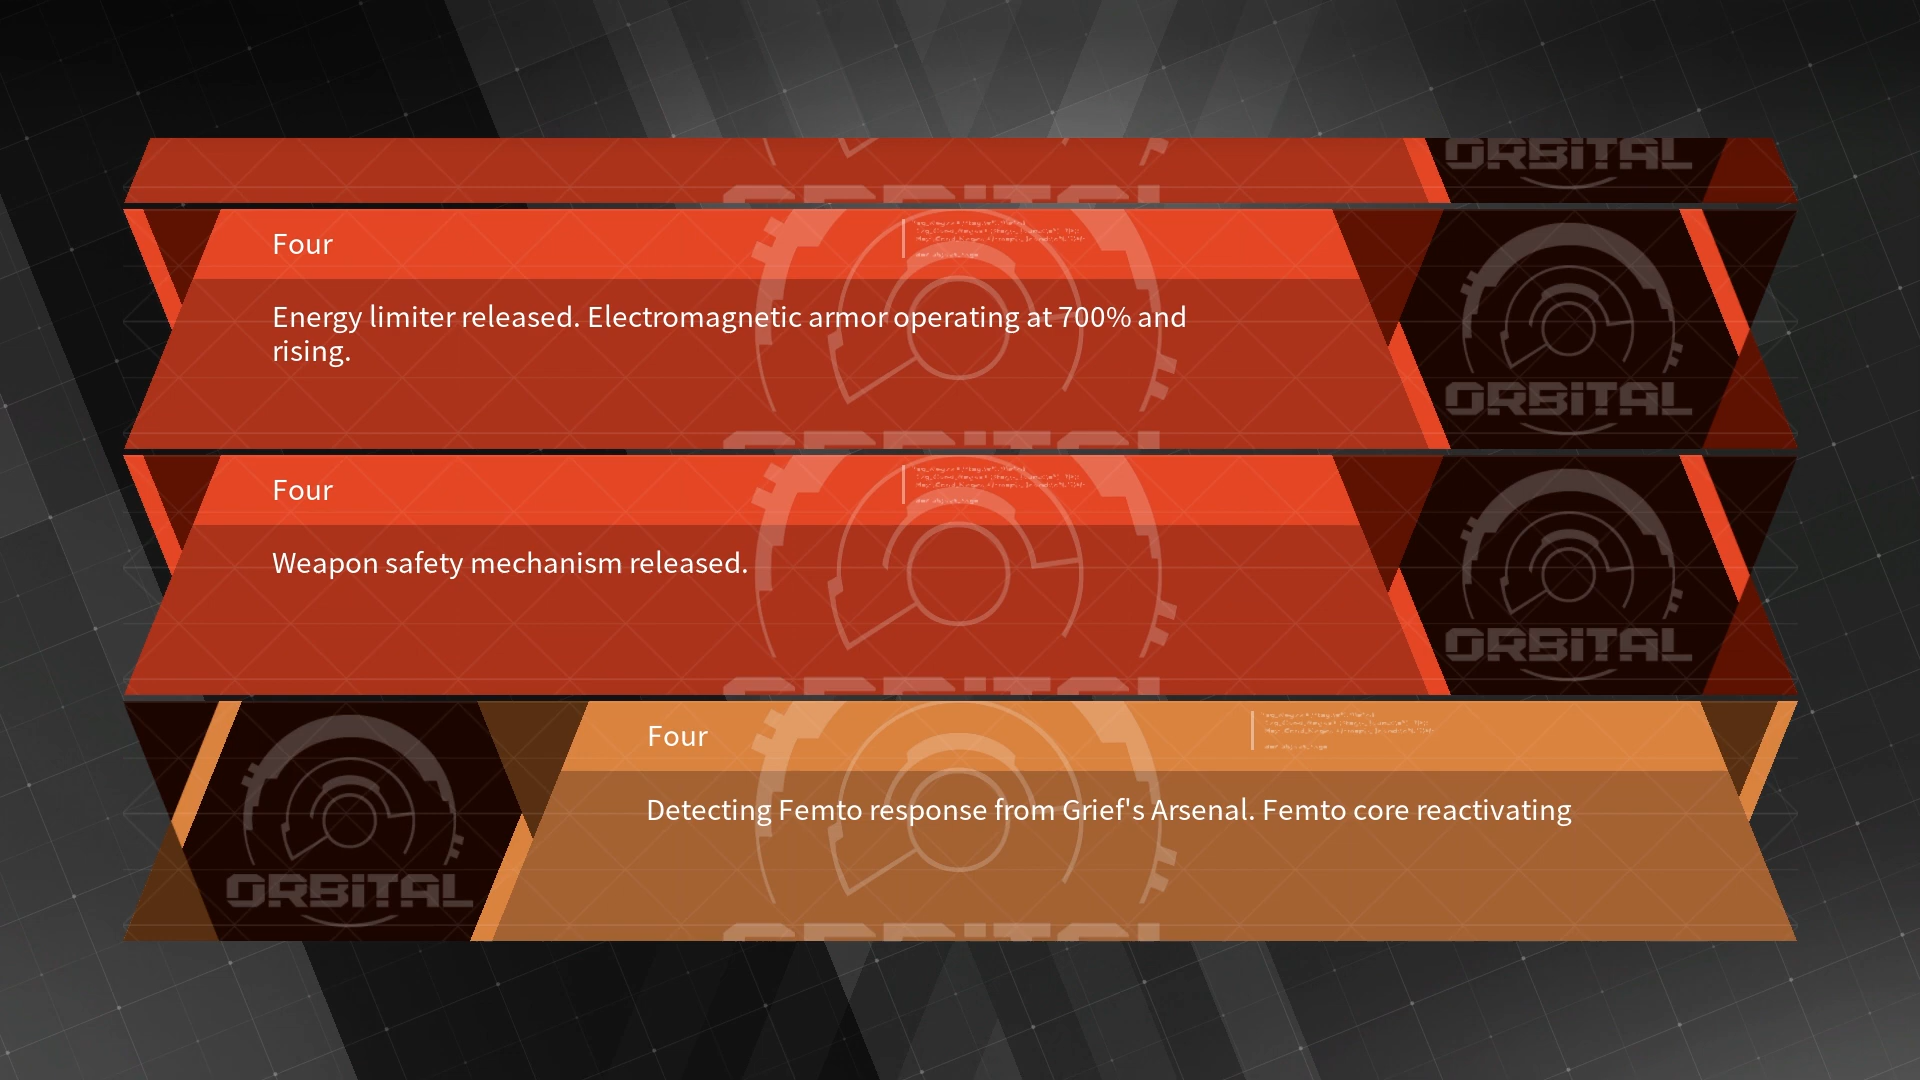 ORBITAL
Four
Energy limiter released. Electromagnetic armor operating at 700% and
rising.
ORBITAL
Four
Weapon safety mechanism released.
ORBITAL
Four
Detecting Femto response from Grief's Arsenal. Femto core reactivating
ORBITAL